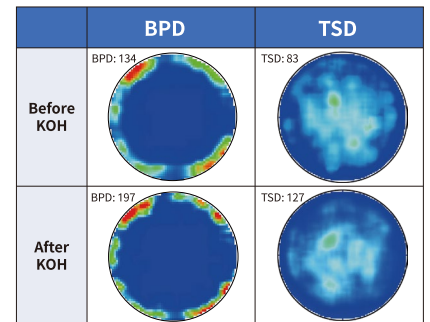 BPD TSD
Before
KOH
BPD: 134
TSD: 83
After
KOH
BPD: 197
TSD: 127